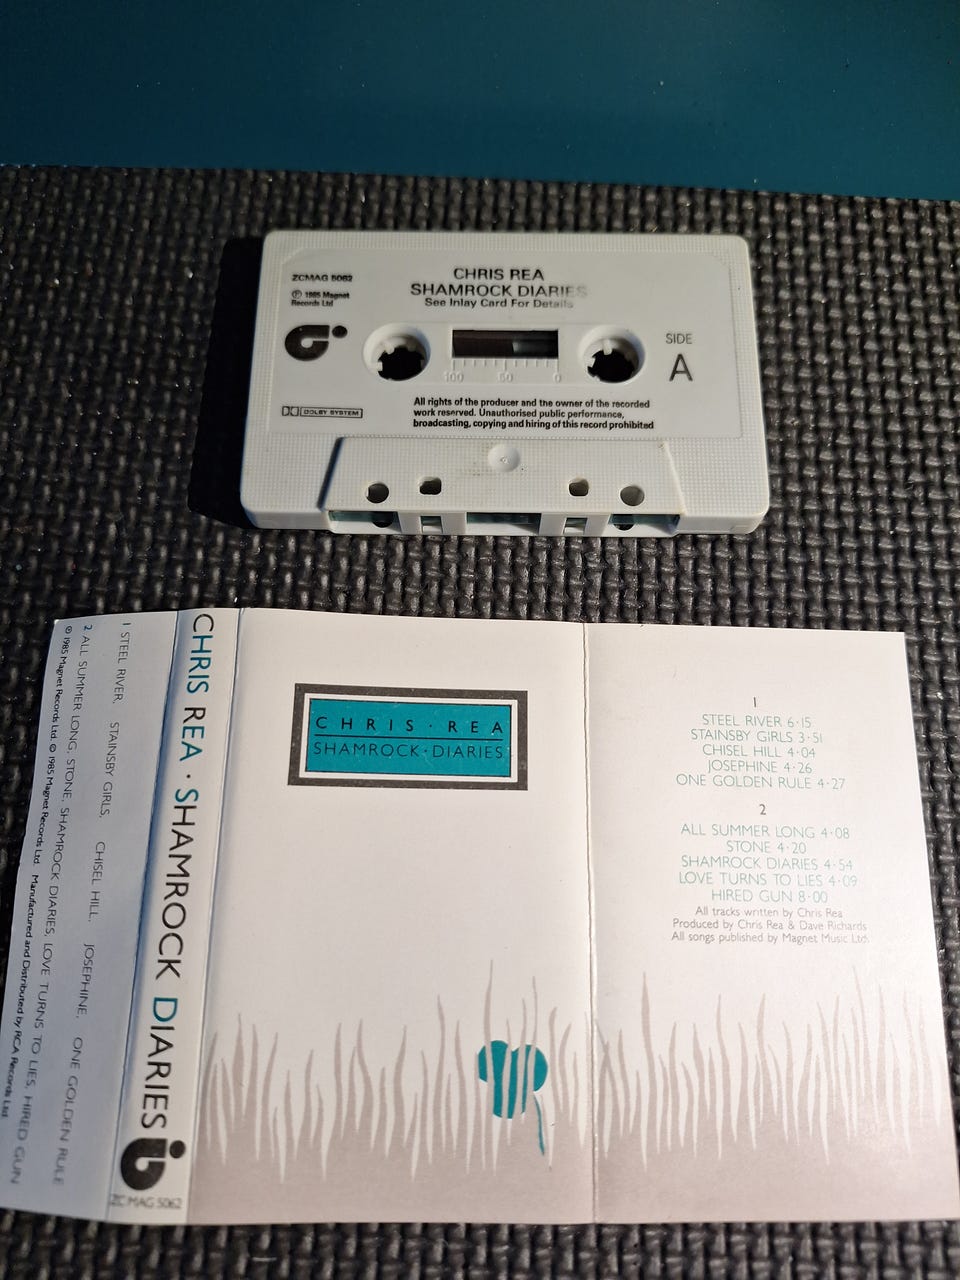 ZCMAG 5062
℗ 1985 Magnet
Records Ltd
CHRIS REA
SHAMROCK DIARIES
See Inlay Card For Details
SIDE
A
100 50 0
DOLBY SYSTEM
All rights of the producer and the owner of the recorded
work reserved. Unauthorised public performance,
broadcasting, copying and hiring of this record prohibited
1 STEEL RIVER, STAINSBY GIRLS, CHISEL HILL, JOSEPHINE, ONE GOLDEN RULE
2 ALL SUMMER LONG, STONE, SHAMROCK DIARIES, LOVE TURNS TO LIES, HIRED GUN
℗ 1985 Magnet Records Ltd. © 1985 Magnet Records Ltd. Manufactured and Distributed by RCA Records Ltd.
CHRIS REA · SHAMROCK DIARIES
ZC MAG 5062
CHRIS·REA
SHAMROCK·DIARIES
1
STEEL RIVER 6·15
STAINSBY GIRLS 3·51
CHISEL HILL 4·04
JOSEPHINE 4·26
ONE GOLDEN RULE 4·27
2
ALL SUMMER LONG 4·08
STONE 4·20
SHAMROCK DIARIES 4·54
LOVE TURNS TO LIES 4·09
HIRED GUN 8·00
All tracks written by Chris Rea
Produced by Chris Rea & Dave Richards
All songs published by Magnet Music Ltd.